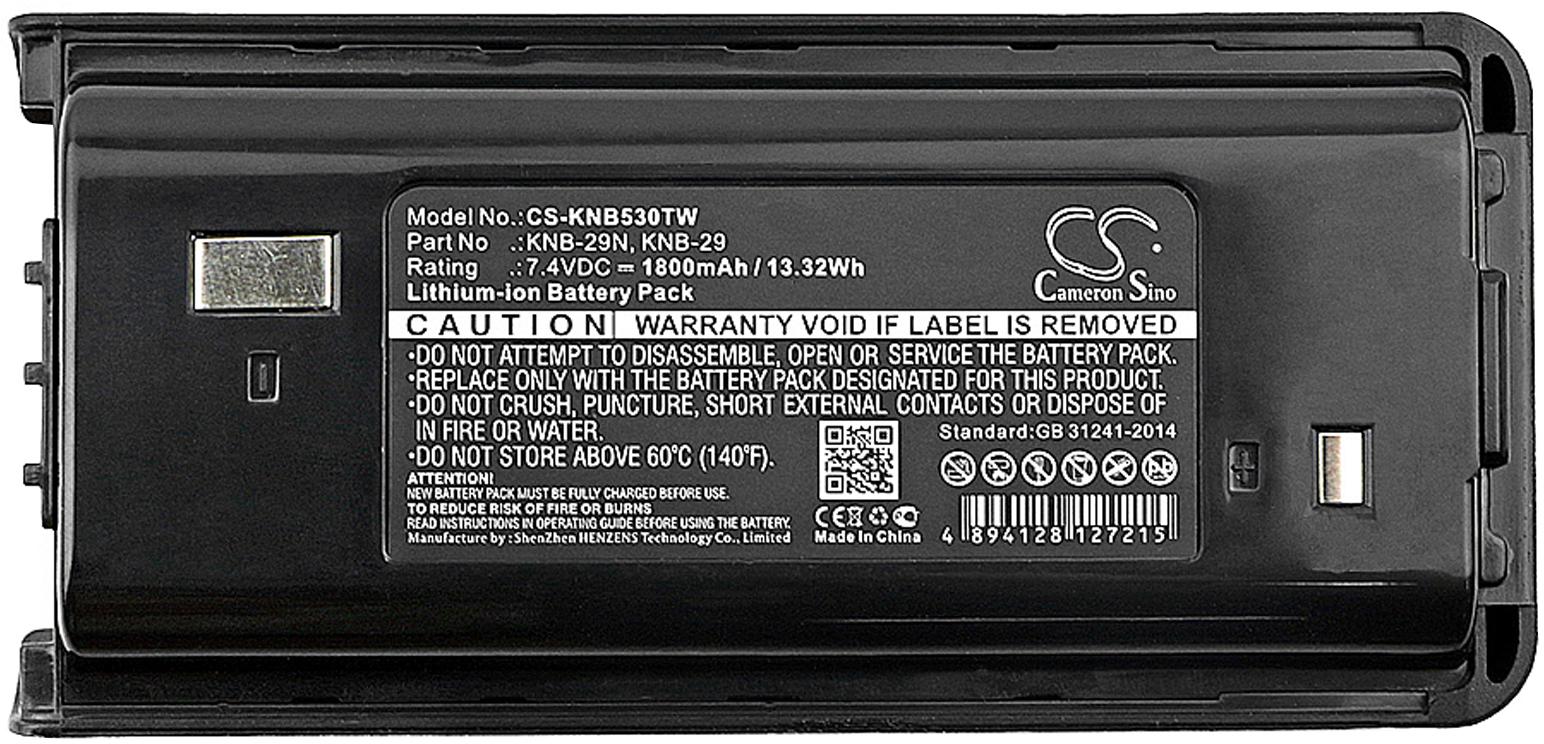 Model No.:CS-KNB530TW
Part No .:KNB-29N, KNB-29
Rating .:7.4VDC = 1800mAh / 13.32Wh
Lithium-ion Battery Pack
CS
Cameron Sino
CAUTION WARRANTY VOID IF LABEL IS REMOVED
•DO NOT ATTEMPT TO DISASSEMBLE, OPEN OR SERVICE THE BATTERY PACK.
•REPLACE ONLY WITH THE BATTERY PACK DESIGNATED FOR THIS PRODUCT.
•DO NOT CRUSH, PUNCTURE, SHORT EXTERNAL CONTACTS OR DISPOSE OF
IN FIRE OR WATER.
•DO NOT STORE ABOVE 60°C (140°F).
ATTENTION!
NEW BATTERY PACK MUST BE FULLY CHARGED BEFORE USE.
TO REDUCE RISK OF FIRE OR BURNS
READ INSTRUCTIONS IN OPERATING GUIDE BEFORE USING THE BATTERY.
Manufacture by : ShenZhen HENZENS Technology Co., Limited
CE
Made In China
Standard:GB 31241-2014
Pb
4 894128 127215